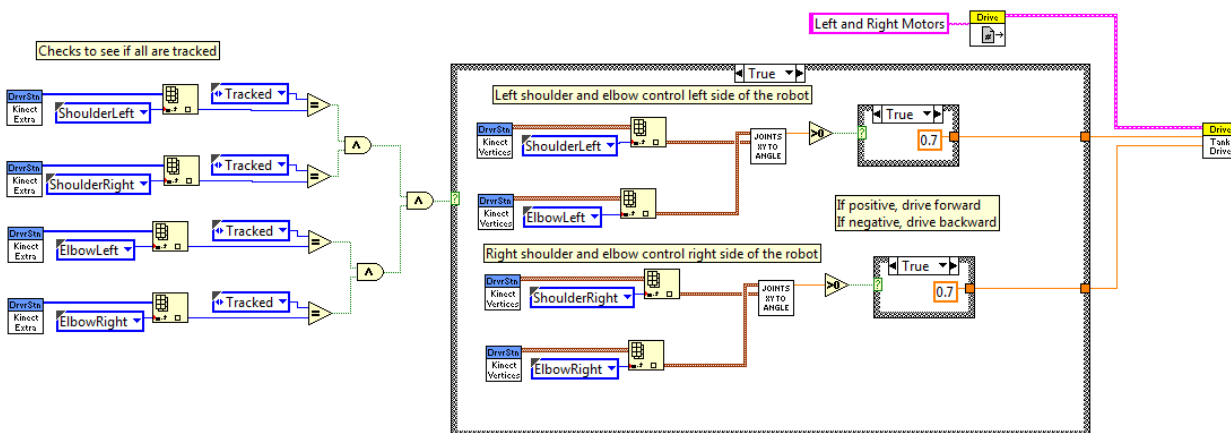 Left and Right Motors
Drive
Checks to see if all are tracked
True
DrvrStn
Kinect
Extra
ShoulderLeft
Tracked
=
Left shoulder and elbow control left side of the robot
DrvrStn
Kinect
Vertices
ShoulderLeft
JOINTS
XY TO
ANGLE
>0
True
0.7
Drive
Tank
Drive
DrvrStn
Kinect
Extra
ShoulderRight
Tracked
=
DrvrStn
Kinect
Vertices
ElbowLeft
If positive, drive forward
If negative, drive backward
DrvrStn
Kinect
Extra
ElbowLeft
Tracked
=
Right shoulder and elbow control right side of the robot
DrvrStn
Kinect
Vertices
ShoulderRight
JOINTS
XY TO
ANGLE
>0
True
0.7
DrvrStn
Kinect
Extra
ElbowRight
Tracked
=
DrvrStn
Kinect
Vertices
ElbowRight